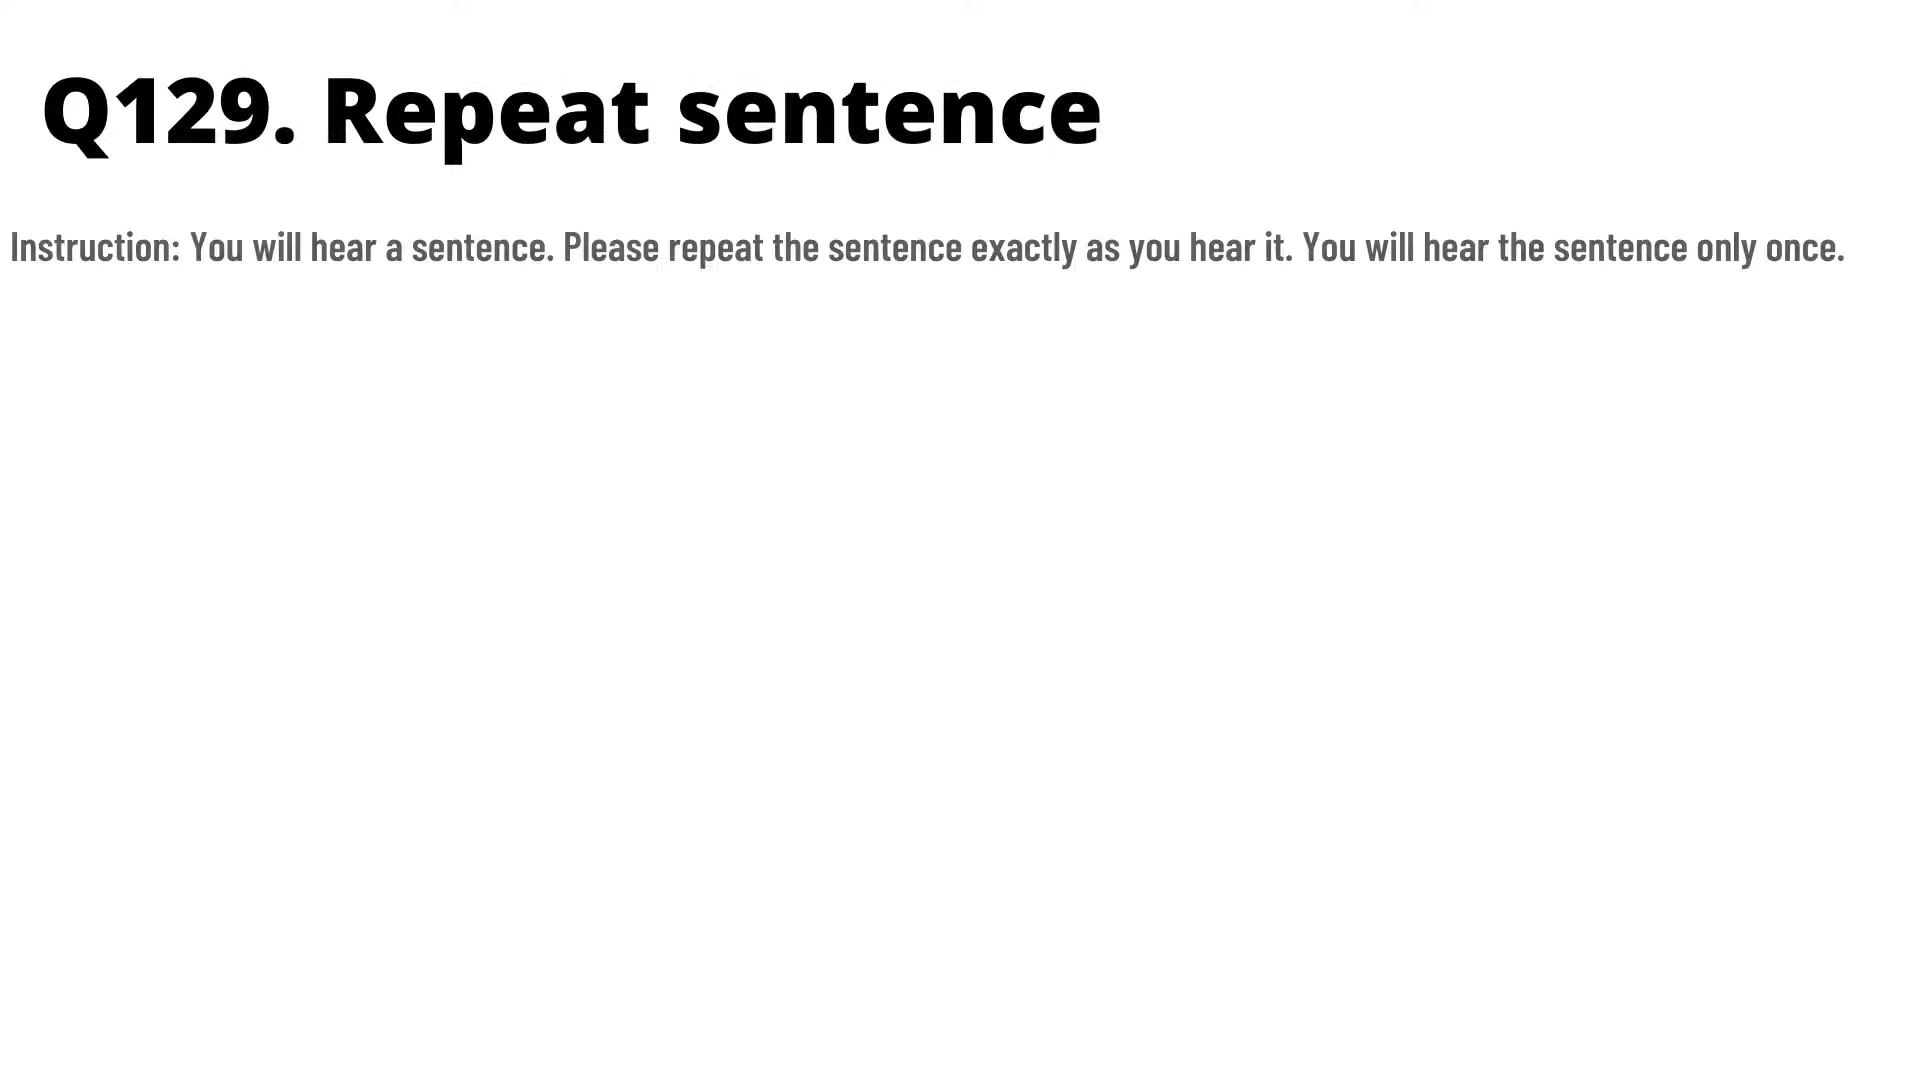 Q129. Repeat sentence
Instruction: You will hear a sentence. Please repeat the sentence exactly as you hear it. You will hear the sentence only once.